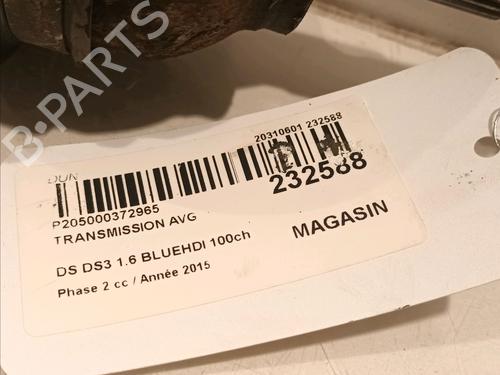 B-PARTS
DUN
20310601 232588
P205000372965
232588
TRANSMISSION AVG
DS DS3 1.6 BLUEHDI 100ch
MAGASIN
Phase 2 cc / Année 2015